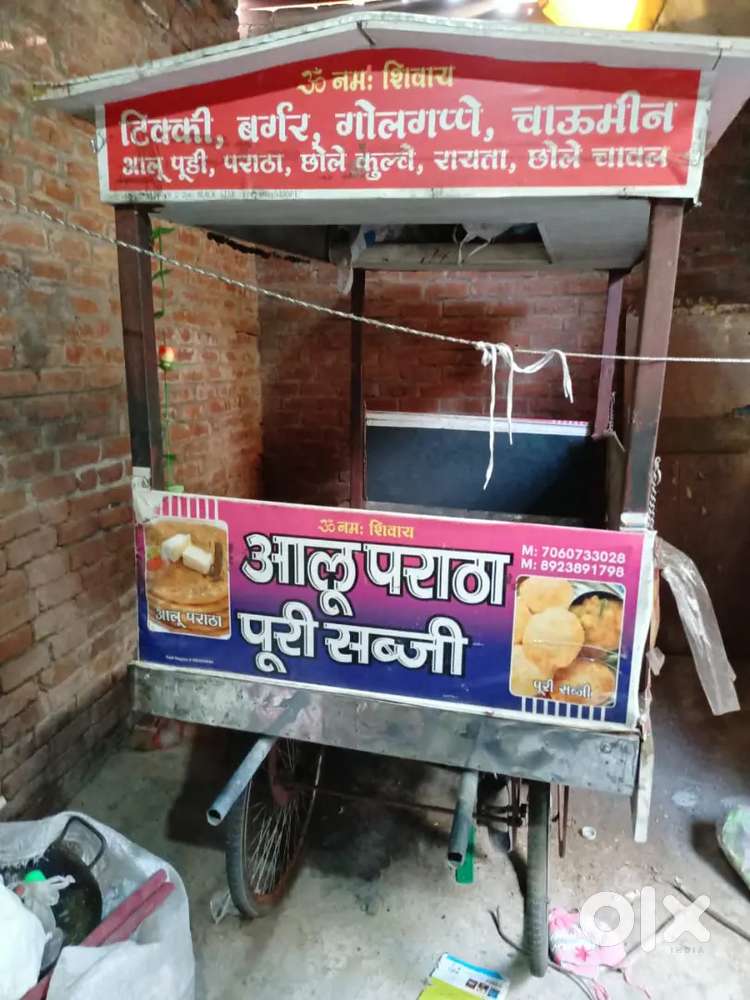 ॐ नमः शिवाय
टिक्की, बर्गर, गोलगप्पे, चाऊमीन
आलू पूडी, पराठा, छोले कुल्चे, रायता, छोले चावल
ॐ नमः शिवाय
आलू पराठा
पूरी सब्जी
M: 7060733028
M: 8923891798
आलू पराठा
पूरी सब्जी
olx
INDIA